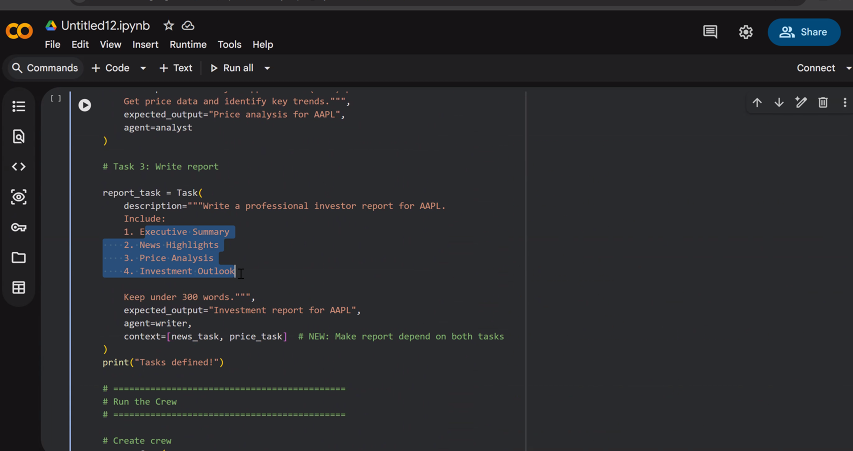 Untitled12.ipynb
File Edit View Insert Runtime Tools Help
Share
Commands + Code + Text Run all
Connect
[ ]
Get price data and identify key trends.""",
expected_output="Price analysis for AAPL",
agent=analyst
)
# Task 3: Write report
report_task = Task(
description="""Write a professional investor report for AAPL.
Include:
1. Executive Summary
2. News Highlights
3. Price Analysis
4. Investment Outlook
Keep under 300 words.""",
expected_output="Investment report for AAPL",
agent=writer,
context=[news_task, price_task] # NEW: Make report depend on both tasks
)
print("Tasks defined!")
# ============================================
# Run the Crew
# ============================================
# Create crew